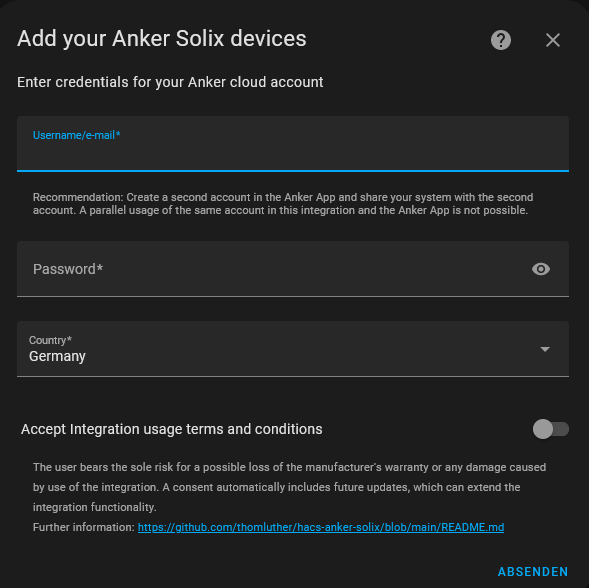 Add your Anker Solix devices
Enter credentials for your Anker cloud account
Username/e-mail*
Recommendation: Create a second account in the Anker App and share your system with the second
account. A parallel usage of the same account in this integration and the Anker App is not possible.
Password*
Country*
Germany
Accept Integration usage terms and conditions
The user bears the sole risk for a possible loss of the manufacturer's warranty or any damage caused
by use of the integration. A consent automatically includes future updates, which can extend the
integration functionality.
Further information: https://github.com/thomluther/hacs-anker-solix/blob/main/README.md
ABSENDEN